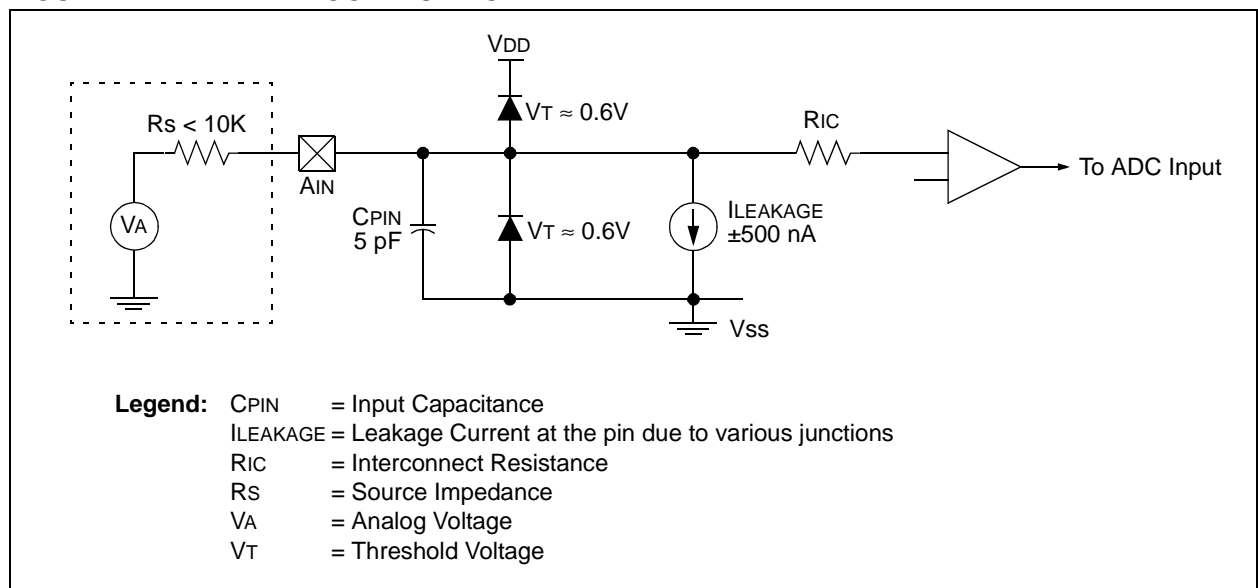 VDD
VT ≈ 0.6V
Rs < 10K
RIC
AIN
To ADC Input
CPIN
5 pF
VA
VT ≈ 0.6V
ILEAKAGE
±500 nA
Vss
Legend: CPIN = Input Capacitance
ILEAKAGE = Leakage Current at the pin due to various junctions
RIC = Interconnect Resistance
RS = Source Impedance
VA = Analog Voltage
VT = Threshold Voltage